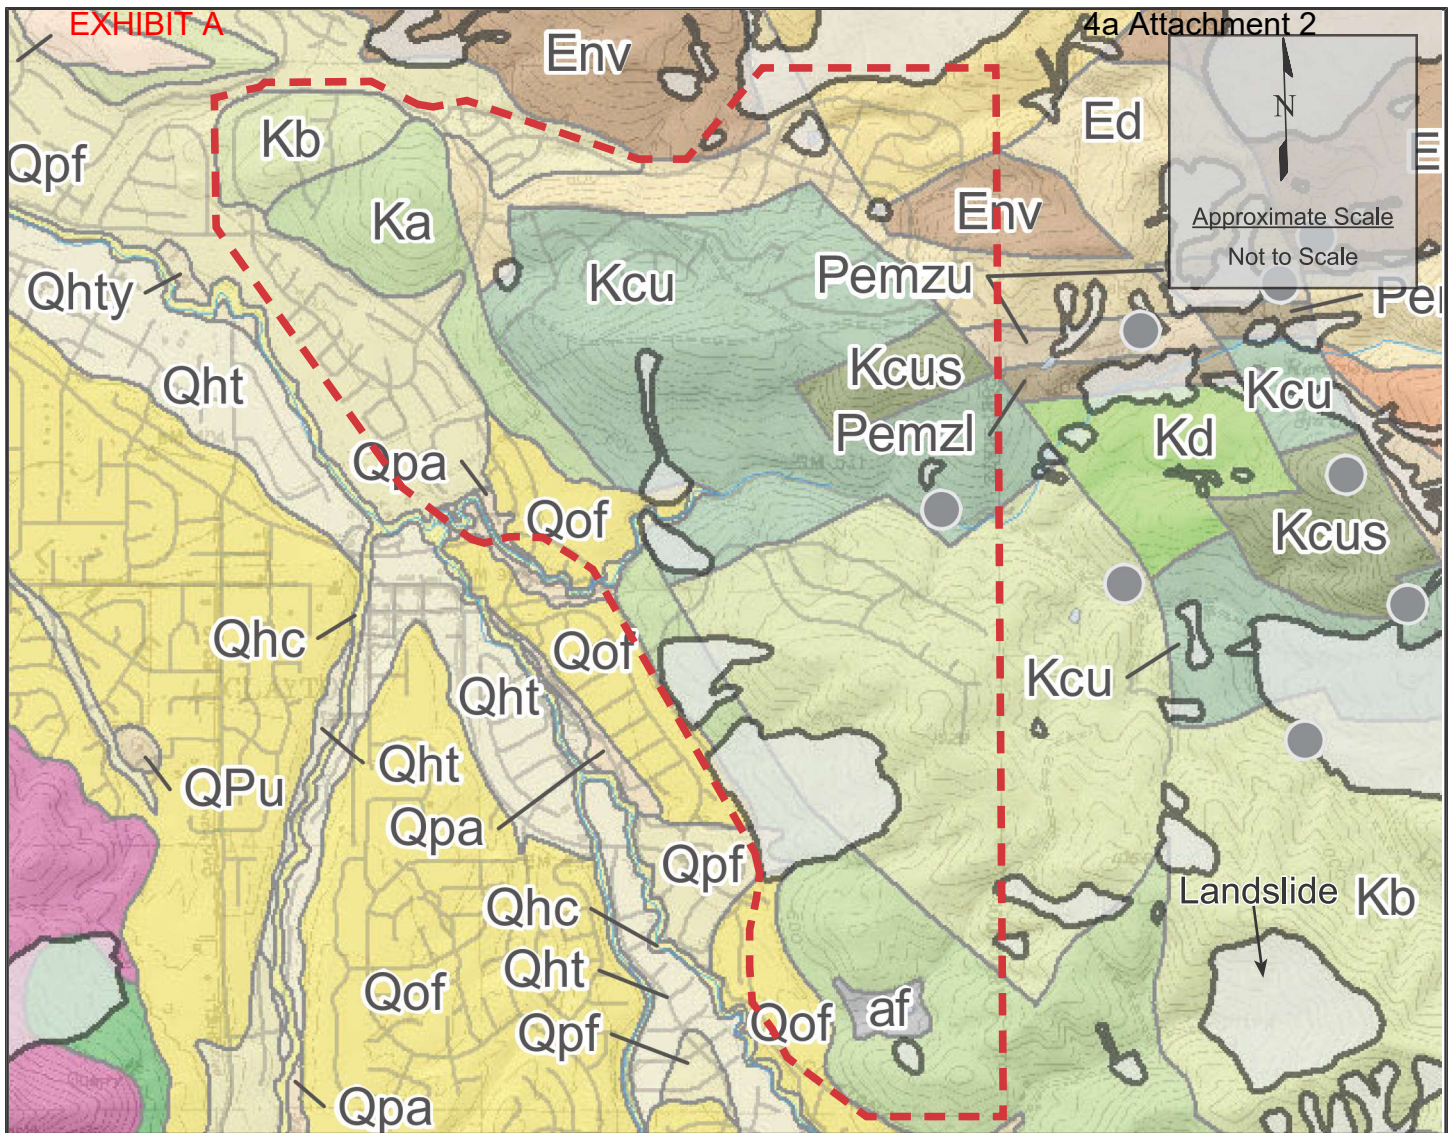 EXHIBIT A
4a Attachment 2
Env
N
Approximate Scale
Not to Scale
Ed
E
Kb
Qpf
Ka
Env
Kcu
Pemzu
Per
Qhty
Qht
Kcus
Kcu
Pemzl
Kd
Qpa
Qof
Kcus
Qhc
Qof
Kcu
Qht
Qht
QPu
Qpa
Qpf
Landslide
Kb
Qhc
Qht
Qof
af
Qof
Qpf
Qpa